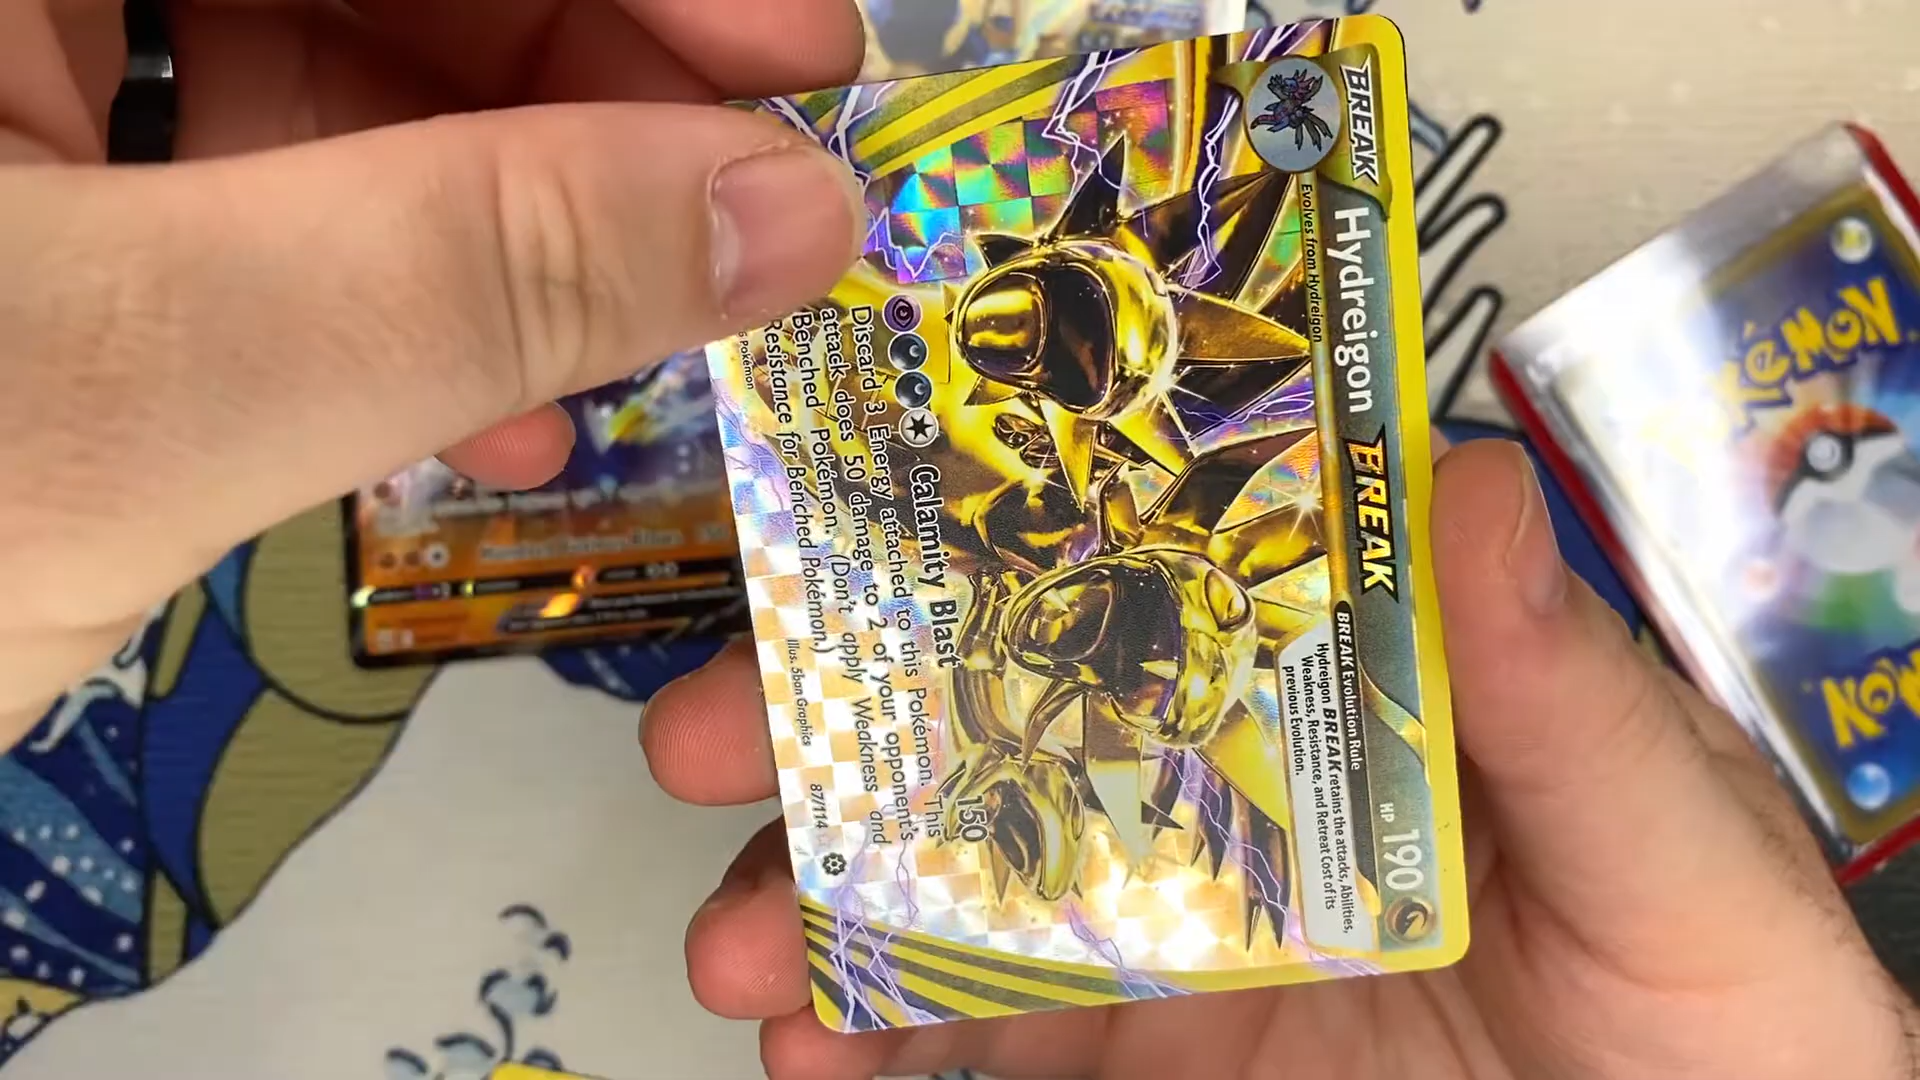 BREAK
Hydreigon BREAK
HP 190
Evolves from Hydreigon
BREAK Evolution Rule
Hydreigon BREAK retains the attacks, Abilities,
Weakness, Resistance, and Retreat Cost of its
previous Evolution.
Calamity Blast 150
Discard 3 Energy attached to this Pokémon. This
attack does 50 damage to 2 of your opponent's
Benched Pokémon. (Don't apply Weakness and
Resistance for Benched Pokémon.)
Pokémon
Illus. 5ban Graphics
87/114
POKéMON